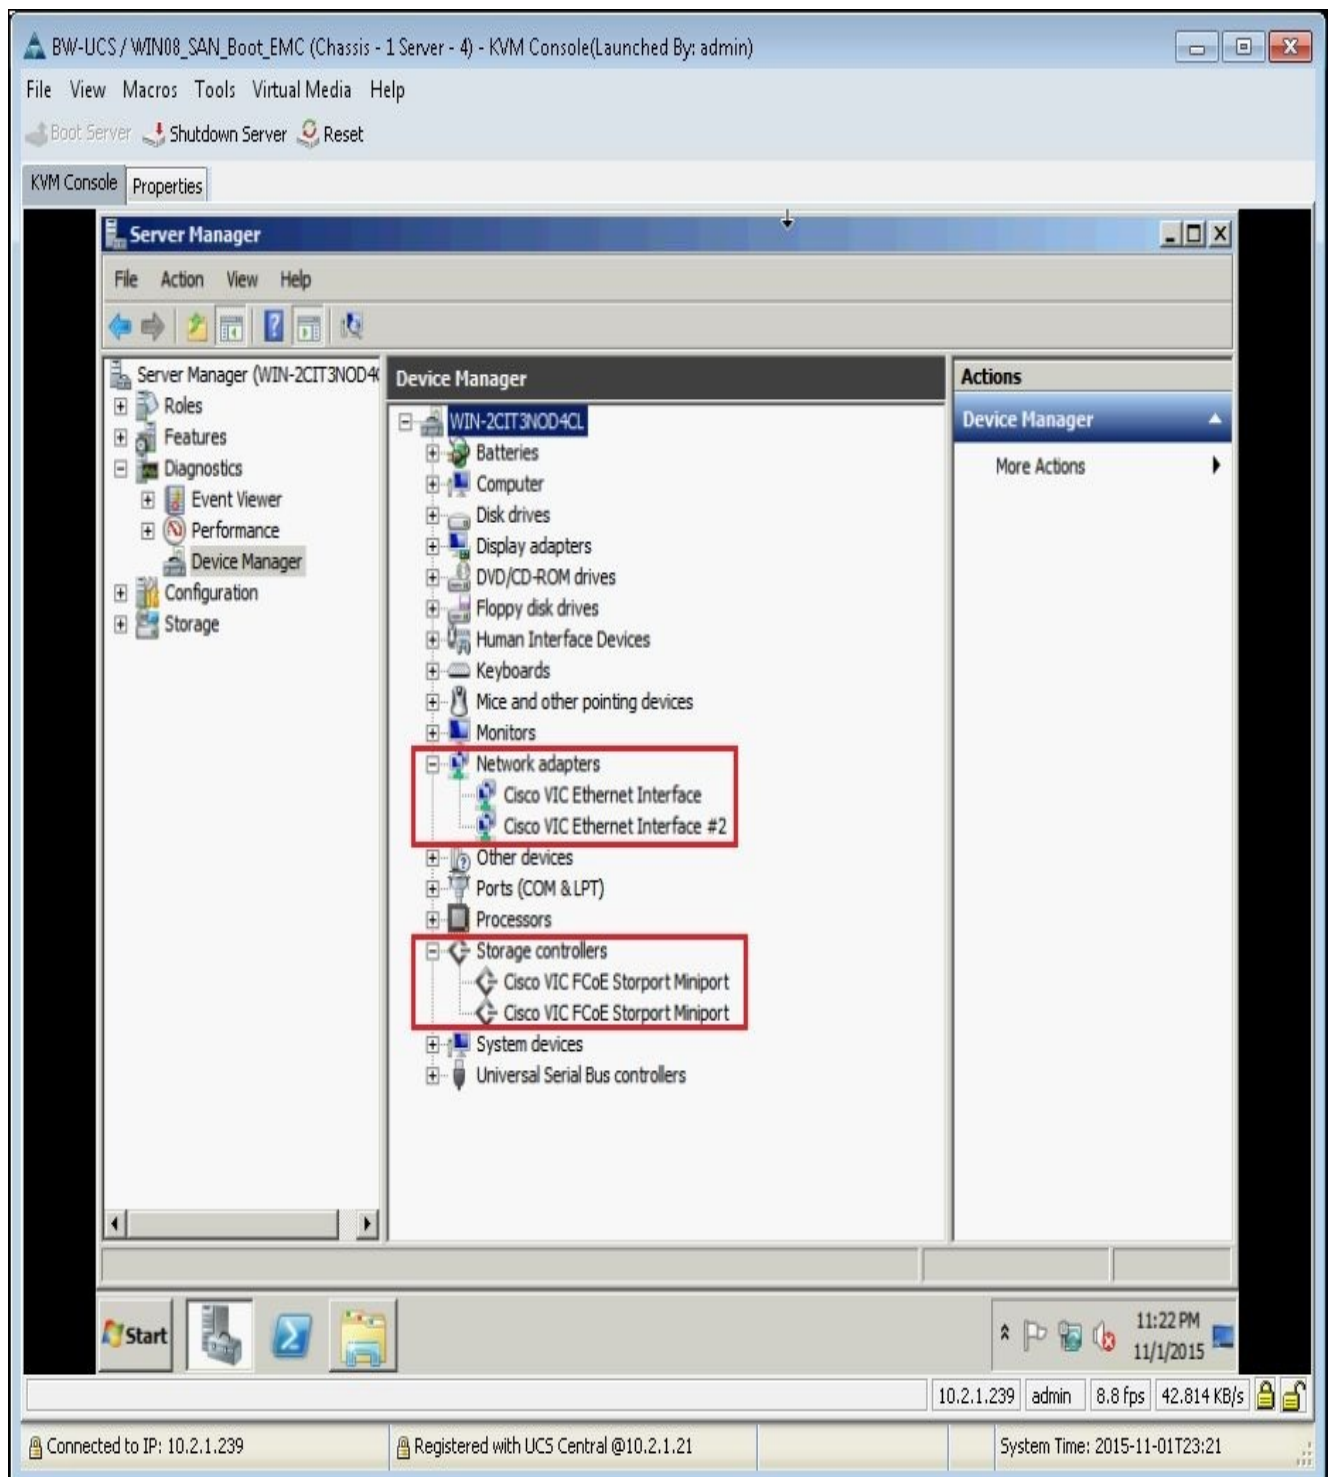 BW-UCS / WIN08_SAN_Boot_EMC (Chassis - 1 Server - 4) - KVM Console(Launched By: admin)
File View Macros Tools Virtual Media Help
Boot Server Shutdown Server Reset
KVM Console Properties
Server Manager
File Action View Help
Server Manager (WIN-2CIT3NOD4C
Roles
Features
Diagnostics
Event Viewer
Performance
Device Manager
Configuration
Storage
Device Manager
WIN-2CIT3NOD4CL
Batteries
Computer
Disk drives
Display adapters
DVD/CD-ROM drives
Floppy disk drives
Human Interface Devices
Keyboards
Mice and other pointing devices
Monitors
Network adapters
Cisco VIC Ethernet Interface
Cisco VIC Ethernet Interface #2
Other devices
Ports (COM & LPT)
Processors
Storage controllers
Cisco VIC FCoE Storport Miniport
Cisco VIC FCoE Storport Miniport
System devices
Universal Serial Bus controllers
Actions
Device Manager
More Actions
Start
11:22 PM
11/1/2015
10.2.1.239 admin 8.8 fps 42.814 KB/s
Connected to IP: 10.2.1.239 Registered with UCS Central @10.2.1.21 System Time: 2015-11-01T23:21